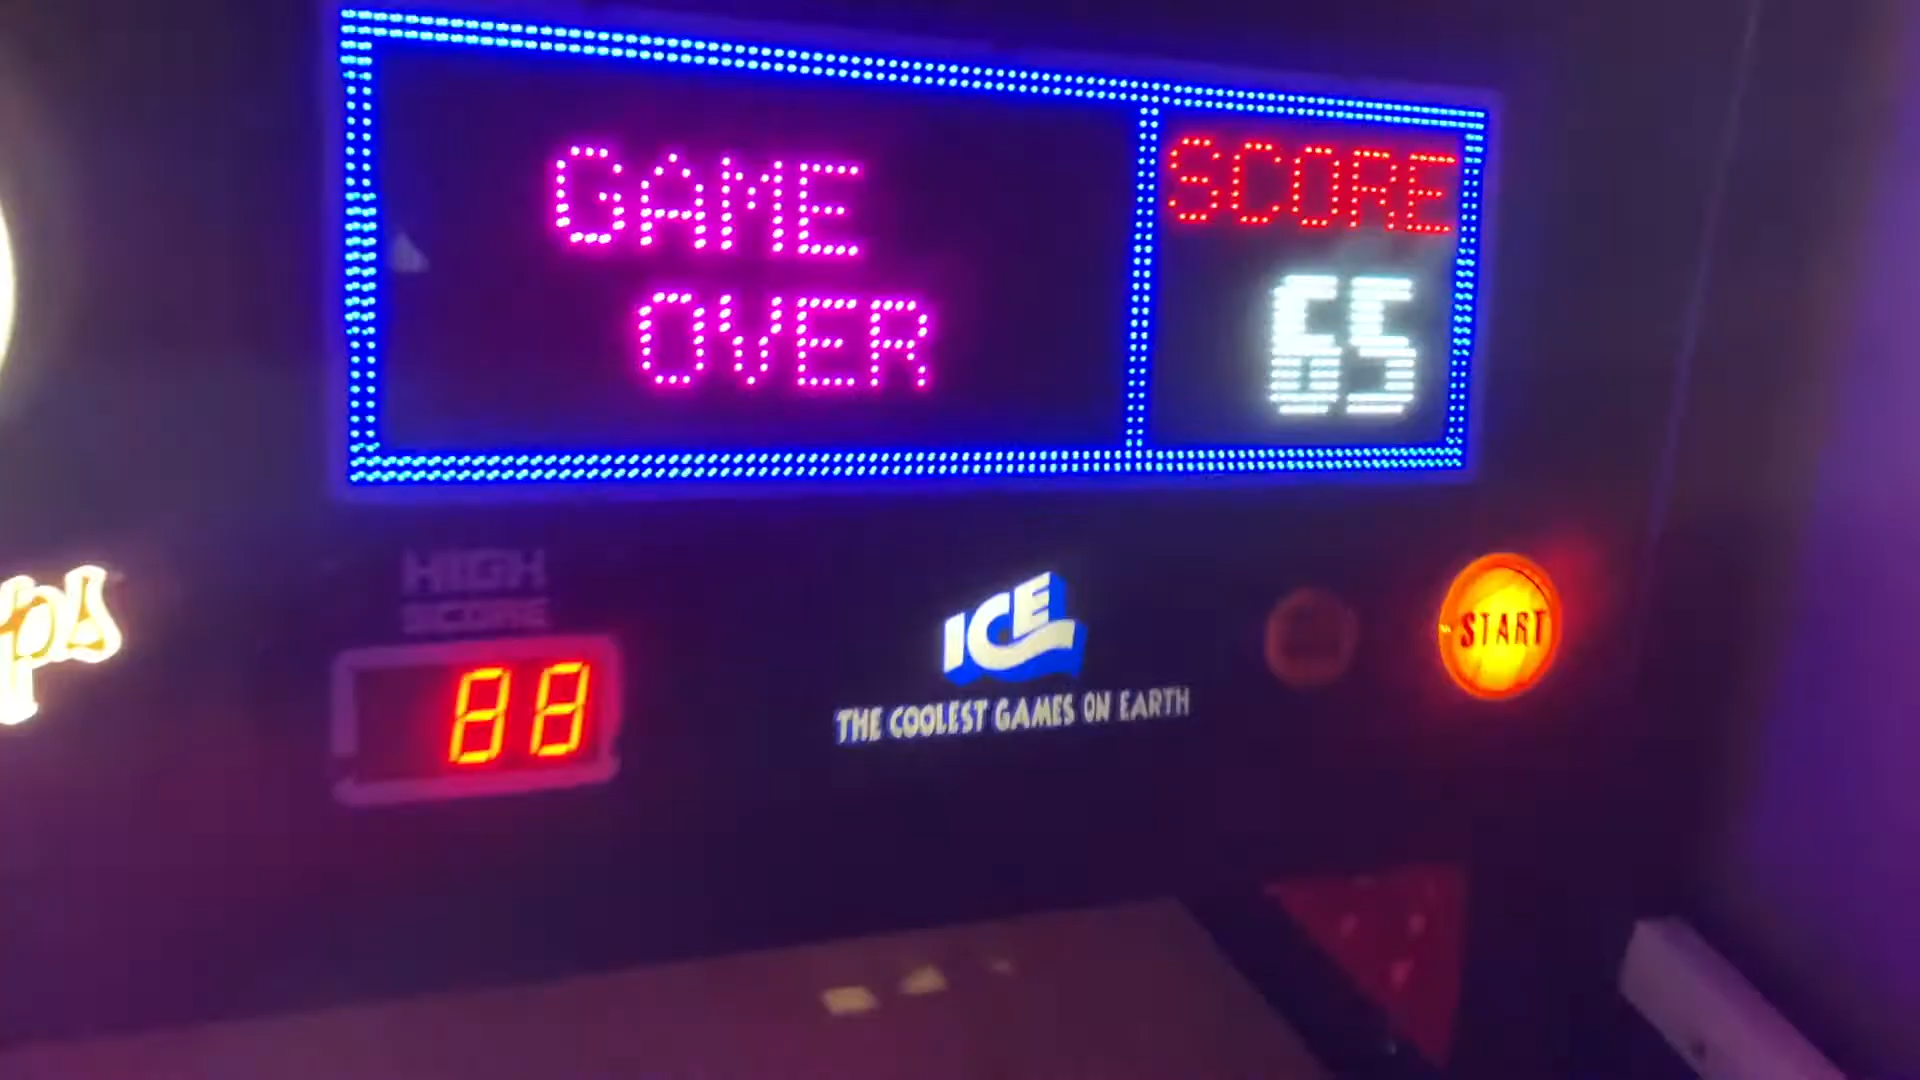 GAME
OVER
SCORE
65
HIGH
SCORE
88
ICE
THE COOLEST GAMES ON EARTH
START